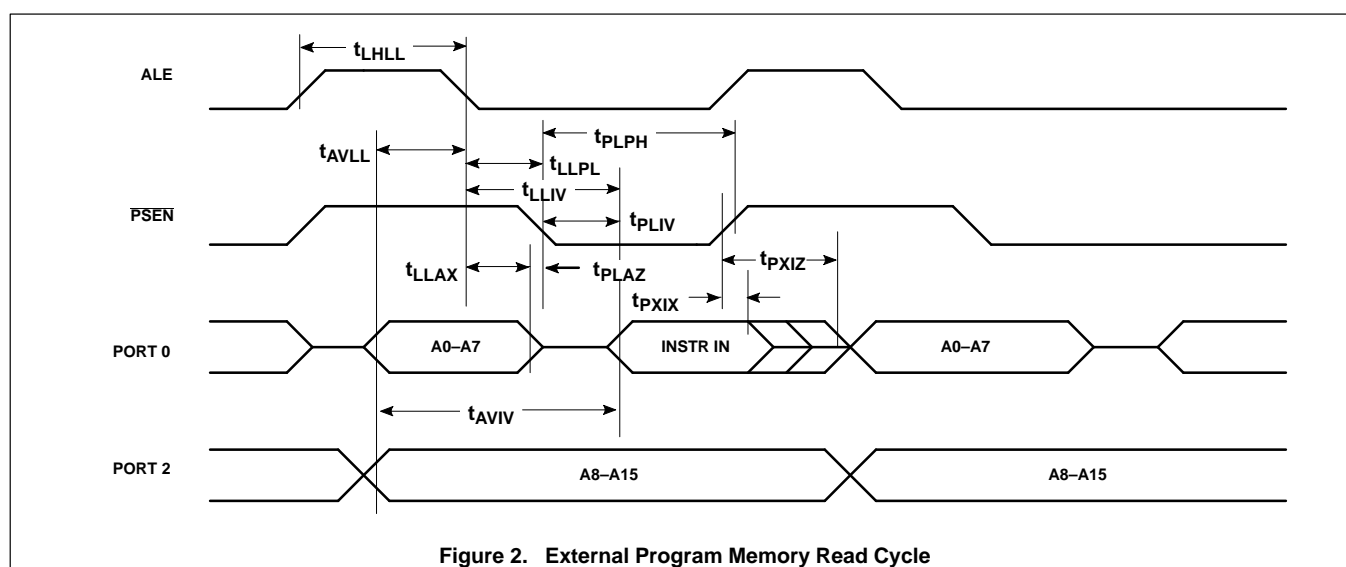 tLHLL
ALE
tPLPH
tAVLL
tLLPL
tLLIV
PSEN
tPLIV
tLLAX
tPLAZ
tPXIZ
tPXIX
PORT 0
A0–A7
INSTR IN
A0–A7
tAVIV
PORT 2
A8–A15
A8–A15
Figure 2. External Program Memory Read Cycle